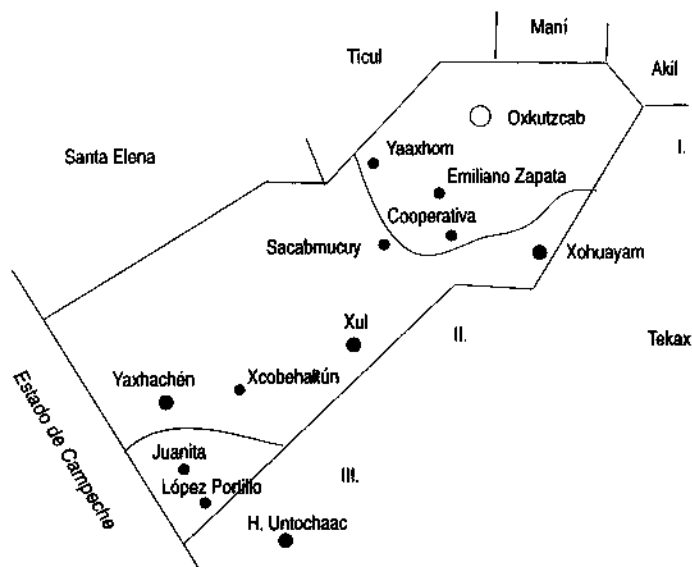 Maní
Ticul
Akil
Oxkutzcab
I.
Santa Elena
Yaaxhom
Emiliano Zapata
Cooperativa
Sacabmucuy
Xohuayam
Xul
II.
Tekax
Yaxhachén
Xcobehaltún
Estado de Campeche
Juanita
López Portillo
III.
H. Untochaac